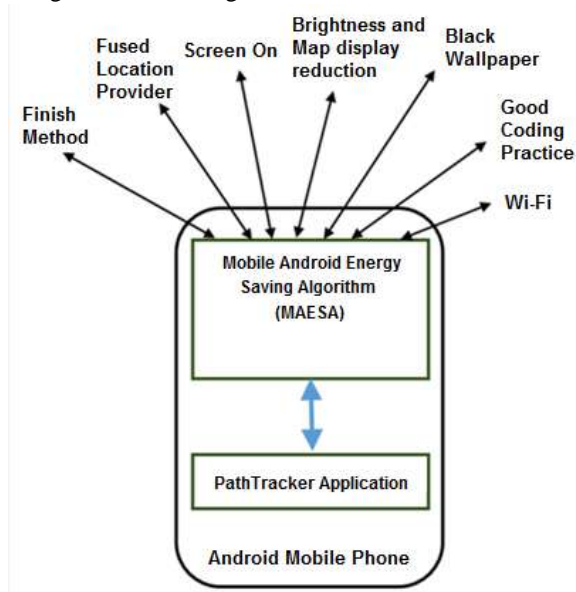 Finish
Method
Fused
Location
Provider
Screen On
Brightness and
Map display
reduction
Black
Wallpaper
Good
Coding
Practice
Wi-Fi
Mobile Android Energy
Saving Algorithm
(MAESA)
PathTracker Application
Android Mobile Phone